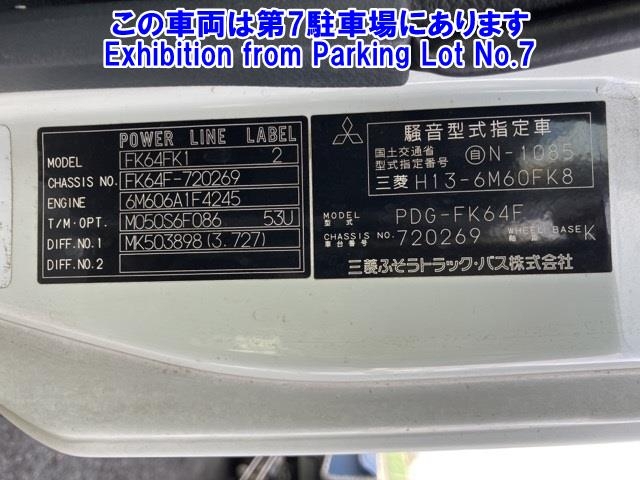 この車両は第7駐車場にあります
Exhibition from Parking Lot No.7
POWER LINE LABEL
MODEL FK64FK1 2
CHASSIS NO. FK64F-720269
ENGINE 6M606A1F4245
T/M·OPT. M050S6F086 53U
DIFF.NO.1 MK503898(3.727)
DIFF.NO.2
騒音型式指定車
国土交通省
型式指定番号 自 N-1085
三菱 H13-6M60FK8
MODEL
型式 PDG-FK64F
CHASSIS NO. 720269 WHEEL BASE K
車台番号
三菱ふそうトラック・バス株式会社